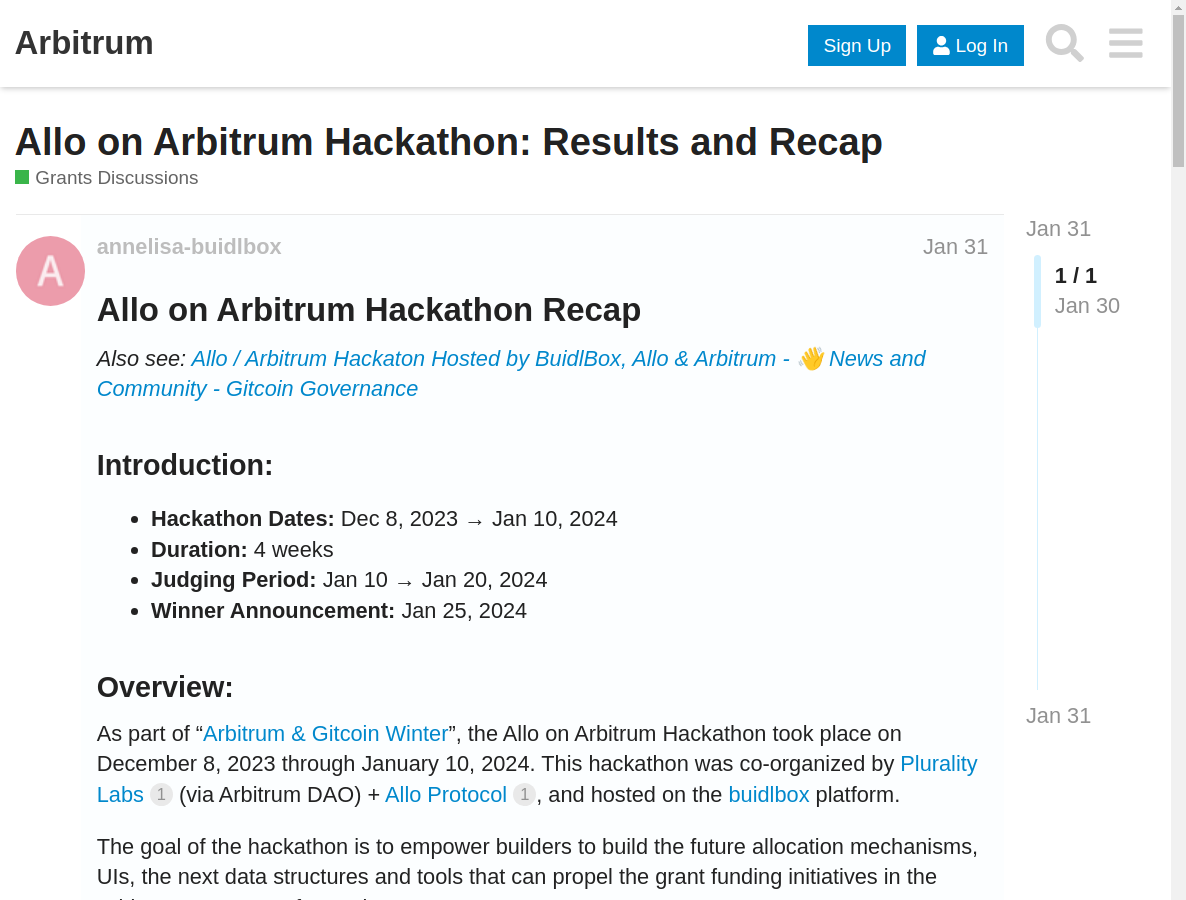 Arbitrum
Sign Up
Log In
Allo on Arbitrum Hackathon: Results and Recap
Grants Discussions
A
annelisa-buidlbox
Jan 31
Allo on Arbitrum Hackathon Recap
Also see: Allo / Arbitrum Hackaton Hosted by BuidlBox, Allo & Arbitrum - 👋 News and
Community - Gitcoin Governance
Introduction:
• Hackathon Dates: Dec 8, 2023 → Jan 10, 2024
• Duration: 4 weeks
• Judging Period: Jan 10 → Jan 20, 2024
• Winner Announcement: Jan 25, 2024
Overview:
As part of “Arbitrum & Gitcoin Winter”, the Allo on Arbitrum Hackathon took place on
December 8, 2023 through January 10, 2024. This hackathon was co-organized by Plurality
Labs 1 (via Arbitrum DAO) + Allo Protocol 1, and hosted on the buidlbox platform.
The goal of the hackathon is to empower builders to build the future allocation mechanisms,
UIs, the next data structures and tools that can propel the grant funding initiatives in the
Jan 31
1 / 1
Jan 30
Jan 31